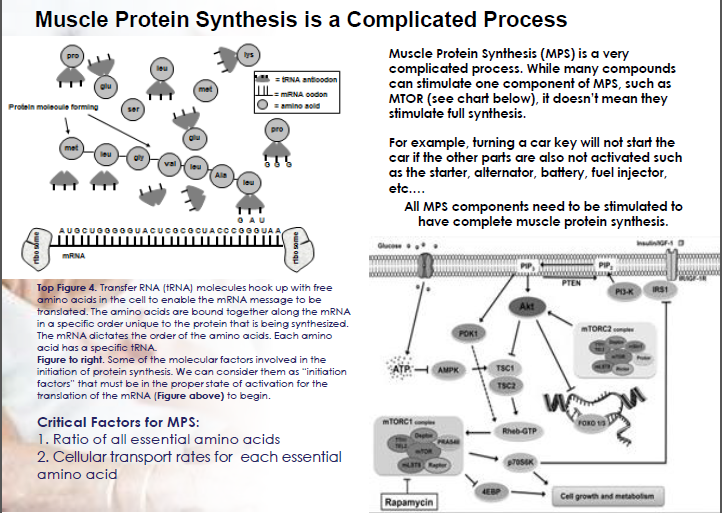 Muscle Protein Synthesis is a Complicated Process
pro
lys
glu
leu
met
ser
glu
pro
= tRNA anticodon
= mRNA codon
= amino acid
Protein molecule forming
met
leu
gly
val
leu
Ala
leu
G G G
G A U
A U G C U G G G G G U A C U C G C G C U A C C C G G G U A A
ribosome
ribosome
mRNA
Muscle Protein Synthesis (MPS) is a very
complicated process. While many compounds
can stimulate one component of MPS, such as
MTOR (see chart below), it doesn't mean they
stimulate full synthesis.
For example, turning a car key will not start the
car if the other parts are also not activated such
as the starter, alternator, battery, fuel injector,
etc....
All MPS components need to be stimulated to
have complete muscle protein synthesis.
Top Figure 4. Transfer RNA (tRNA) molecules hook up with free
amino acids in the cell to enable the mRNA message to be
translated. The amino acids are bound together along the mRNA
in a specific order unique to the protein that is being synthesized.
The mRNA dictates the order of the amino acids. Each amino
acid has a specific tRNA.
Figure to right. Some of the molecular factors involved in the
initiation of protein synthesis. We can consider them as "initiation
factors" that must be in the proper state of activation for the
translation of the mRNA (Figure above) to begin.
Critical Factors for MPS:
1. Ratio of all essential amino acids
2. Cellular transport rates for each essential
amino acid
Glucose
Insulin/IGF-1
PIP3
PIP2
PTEN
IR/IGF-1R
PI3-K
IRS1
Akt
PDK1
mTORC2 complex
Deptor
mTOR
mLST8
ATP
AMPK
TSC1
TSC2
FOXO 1/3
mTORC1 complex
Deptor
PRAS40
mTOR
mLST8
Raptor
Rheb-GTP
p70S6K
4EBP
Cell growth and metabolism
Rapamycin